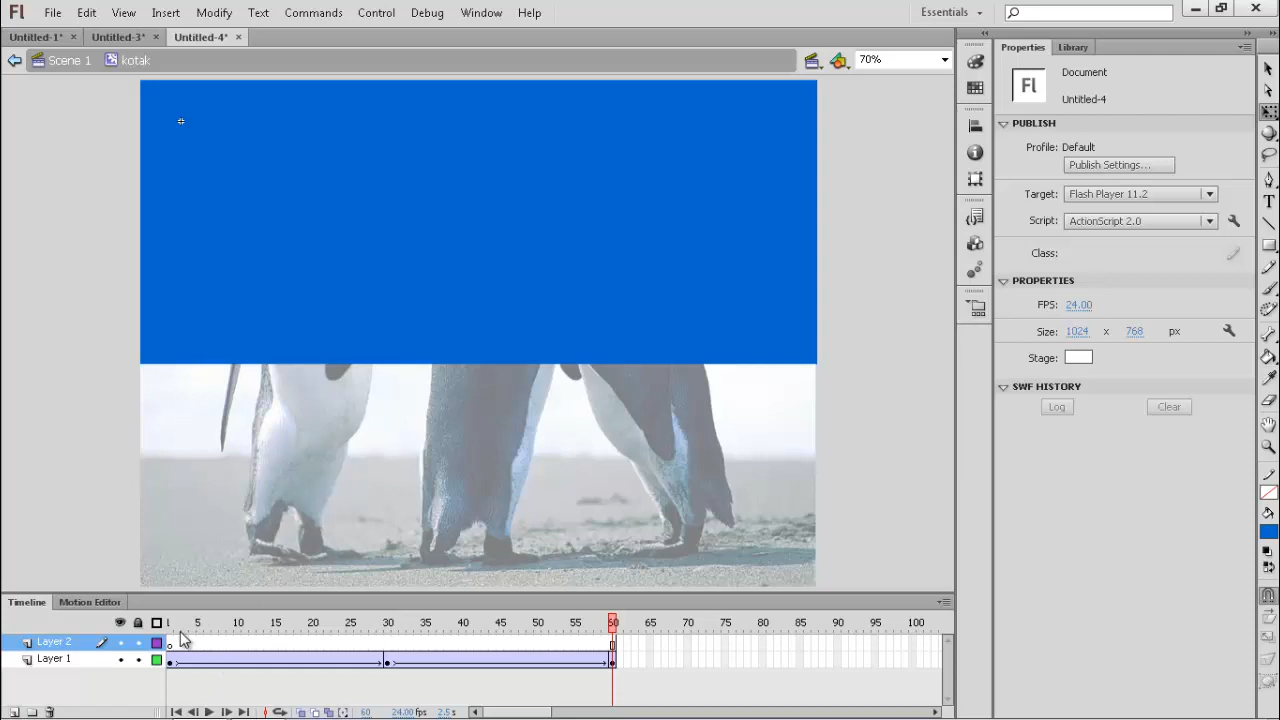 Fl File Edit View Insert Modify Text Commands Control Debug Window Help Essentials
Untitled-1* × Untitled-3* × Untitled-4* ×
Scene 1 kotak 70%
Properties Library
Fl Document
Untitled-4
PUBLISH
Profile: Default
Publish Settings...
Target: Flash Player 11.2
Script: ActionScript 2.0
Class:
PROPERTIES
FPS: 24.00
Size: 1024 x 768 px
Stage:
SWF HISTORY
Log Clear
Timeline Motion Editor
1 5 10 15 20 25 30 35 40 45 50 55 60 65 70 75 80 85 90 95 100
Layer 2
Layer 1
60 24.00 fps 2.5 s